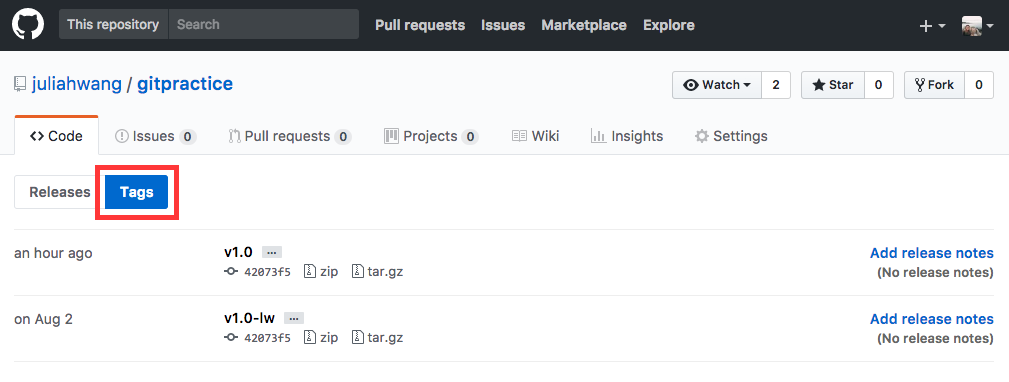 This repository Search Pull requests Issues Marketplace Explore
juliahwang / gitpractice Watch 2 Star 0 Fork 0
<> Code Issues 0 Pull requests 0 Projects 0 Wiki Insights Settings
Releases Tags
an hour ago v1.0 ... Add release notes
42073f5 zip tar.gz (No release notes)
on Aug 2 v1.0-lw ... Add release notes
42073f5 zip tar.gz (No release notes)